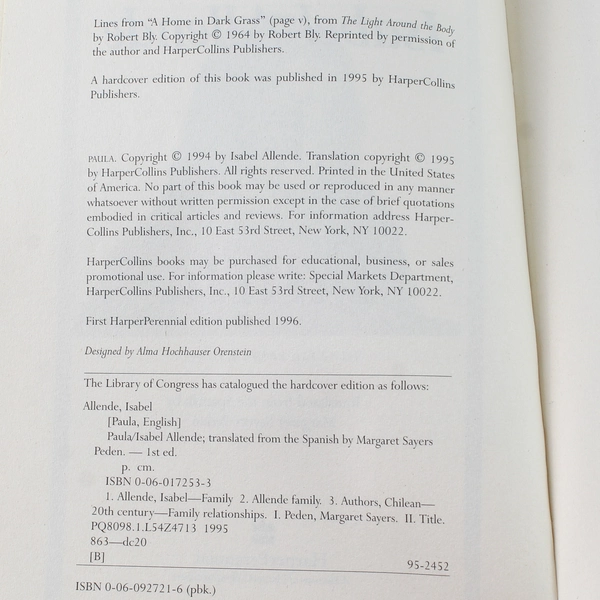 Lines from “A Home in Dark Grass” (page v), from The Light Around the Body
by Robert Bly. Copyright © 1964 by Robert Bly. Reprinted by permission of
the author and HarperCollins Publishers.
A hardcover edition of this book was published in 1995 by HarperCollins
Publishers.
PAULA. Copyright © 1994 by Isabel Allende. Translation copyright © 1995
by HarperCollins Publishers. All rights reserved. Printed in the United States
of America. No part of this book may be used or reproduced in any manner
whatsoever without written permission except in the case of brief quotations
embodied in critical articles and reviews. For information address Harper-
Collins Publishers, Inc., 10 East 53rd Street, New York, NY 10022.
HarperCollins books may be purchased for educational, business, or sales
promotional use. For information please write: Special Markets Department,
HarperCollins Publishers, Inc., 10 East 53rd Street, New York, NY 10022.
First HarperPerennial edition published 1996.
Designed by Alma Hochhauser Orenstein
The Library of Congress has catalogued the hardcover edition as follows:
Allende, Isabel
[Paula, English]
Paula/Isabel Allende; translated from the Spanish by Margaret Sayers
Peden. — 1st ed.
p. cm.
ISBN 0-06-017253-3
1. Allende, Isabel—Family 2. Allende family. 3. Authors, Chilean—
20th century—Family relationships. I. Peden, Margaret Sayers. II. Title.
PQ8098.1.L54Z4713 1995
863—dc20
[B]
95-2452
ISBN 0-06-092721-6 (pbk.)